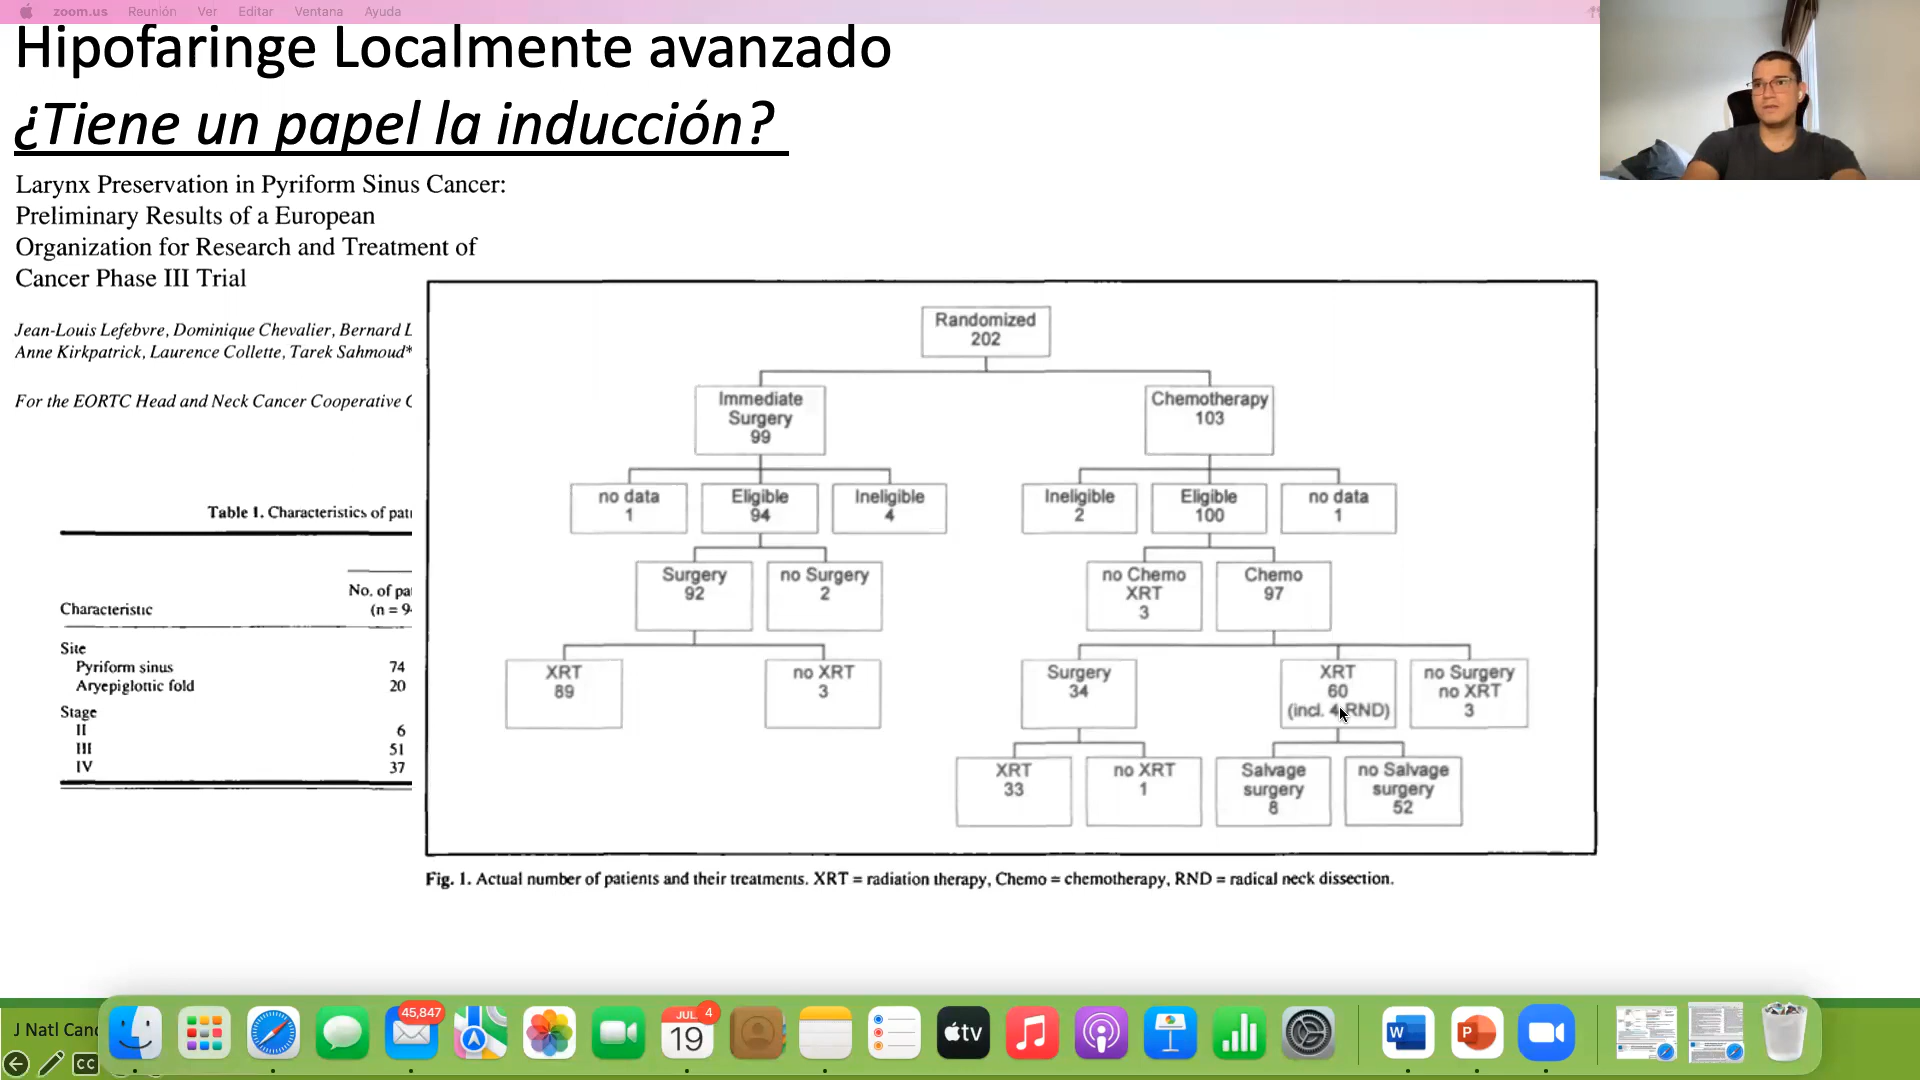 zoom.us Reunión Ver Editar Ventana Ayuda
Hipofaringe Localmente avanzado
¿Tiene un papel la inducción?
Larynx Preservation in Pyriform Sinus Cancer:
Preliminary Results of a European
Organization for Research and Treatment of
Cancer Phase III Trial
Jean-Louis Lefebvre, Dominique Chevalier, Bernard L
Anne Kirkpatrick, Laurence Collette, Tarek Sahmoud*
For the EORTC Head and Neck Cancer Cooperative
Table 1. Characteristics of pati
No. of pa
Characteristic (n = 9
Site
Pyriform sinus 74
Aryepiglottic fold 20
Stage
II 6
III 51
IV 37
Randomized
202
Immediate
Surgery
99
Chemotherapy
103
no data
1
Eligible
94
Ineligible
4
Ineligible
2
Eligible
100
no data
1
Surgery
92
no Surgery
2
no Chemo
XRT
3
Chemo
97
XRT
89
no XRT
3
Surgery
34
XRT
60
(incl. 4 RND)
no Surgery
no XRT
3
XRT
33
no XRT
1
Salvage
surgery
8
no Salvage
surgery
52
Fig. 1. Actual number of patients and their treatments. XRT = radiation therapy, Chemo = chemotherapy, RND = radical neck dissection.
J Natl Canc
45,847
JUL 4
19
tv
W
P
CC